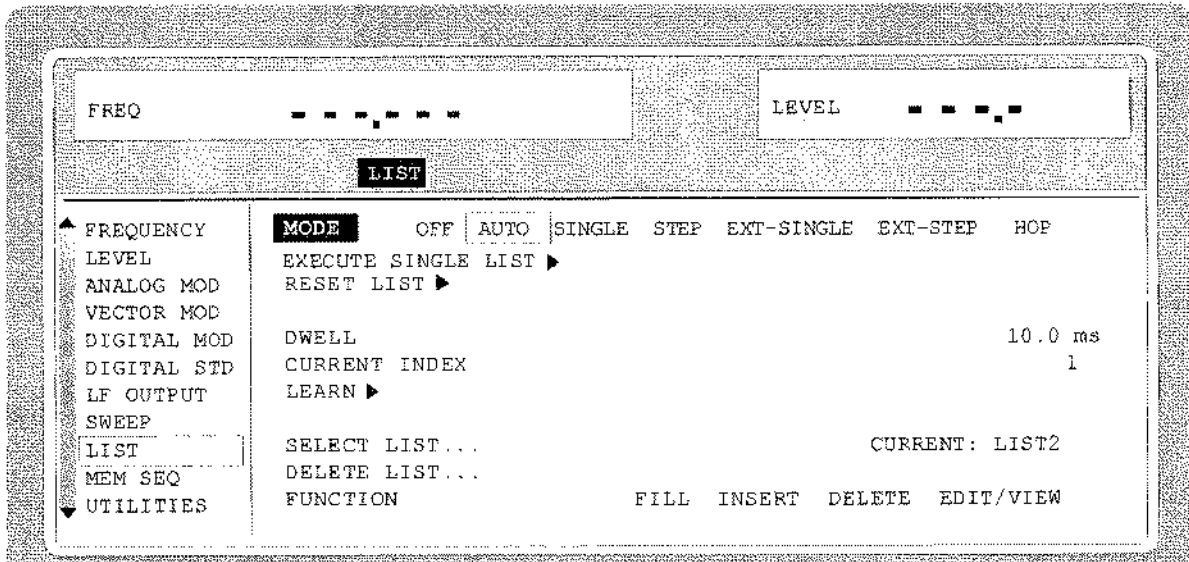 FREQ - - -.- - - LEVEL - - -.-
LIST
FREQUENCY
LEVEL
ANALOG MOD
VECTOR MOD
DIGITAL MOD
DIGITAL STD
LF OUTPUT
SWEEP
LIST
MEM SEQ
UTILITIES
MODE OFF AUTO SINGLE STEP EXT-SINGLE EXT-STEP HOP
EXECUTE SINGLE LIST ▶
RESET LIST ▶
DWELL 10.0 ms
CURRENT INDEX 1
LEARN ▶
SELECT LIST... CURRENT: LIST2
DELETE LIST...
FUNCTION FILL INSERT DELETE EDIT/VIEW